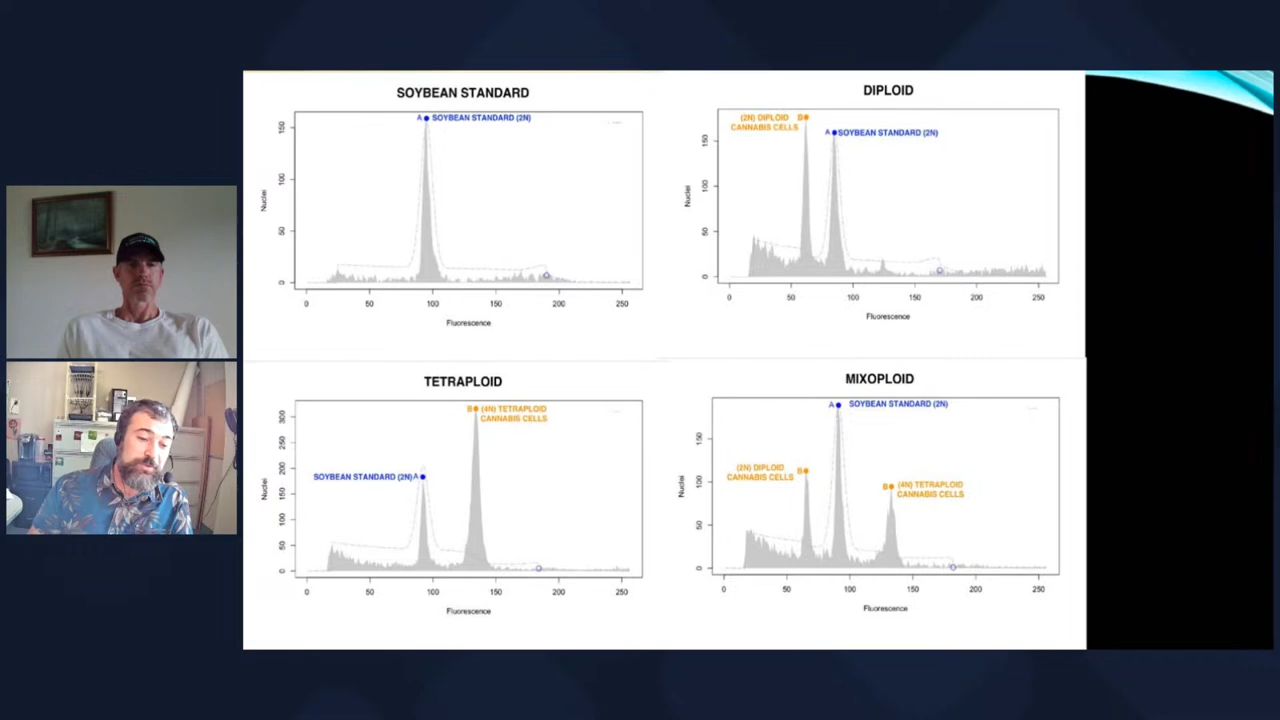 SOYBEAN STANDARD
A SOYBEAN STANDARD (2N)
150
100
50
0
Nuclei
0 50 100 150 200 250
Fluorescence
DIPLOID
(2N) DIPLOID B
CANNABIS CELLS
A SOYBEAN STANDARD (2N)
150
100
50
0
Nuclei
0 50 100 150 200 250
Fluorescence
TETRAPLOID
B (4N) TETRAPLOID
CANNABIS CELLS
SOYBEAN STANDARD (2N) A
300
250
200
150
100
50
0
Nuclei
0 50 100 150 200 250
Fluorescence
MIXOPLOID
A SOYBEAN STANDARD (2N)
(2N) DIPLOID B
CANNABIS CELLS
B (4N) TETRAPLOID
CANNABIS CELLS
150
100
50
0
Nuclei
0 50 100 150 200 250
Fluorescence